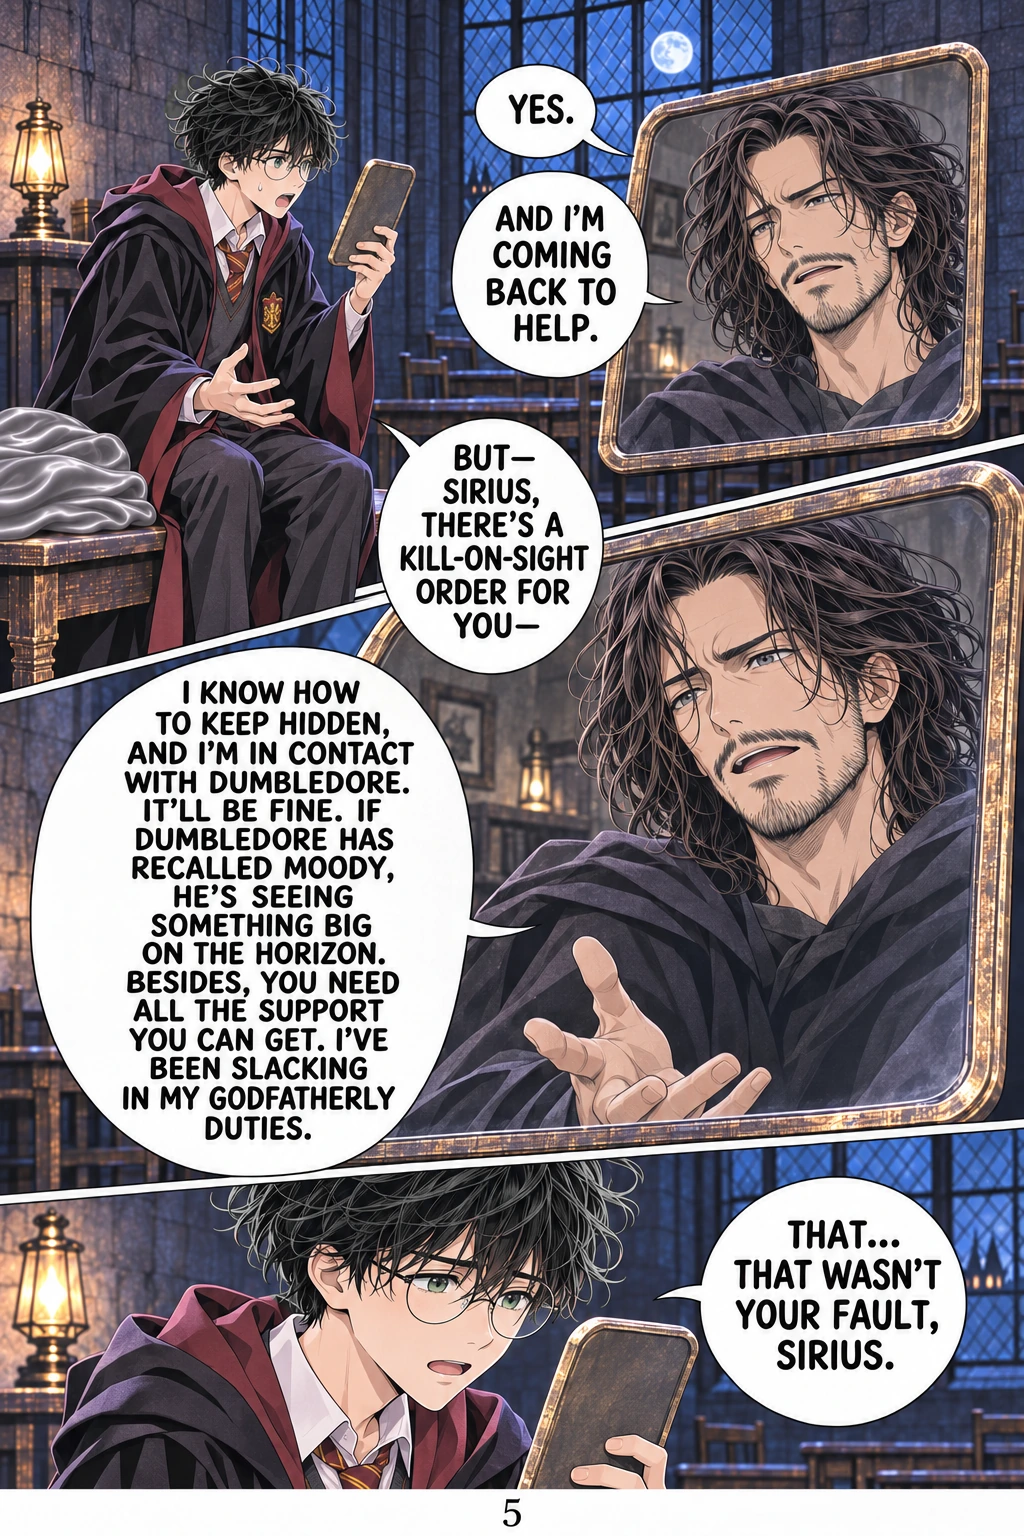 YES.
AND I'M
COMING
BACK TO
HELP.
BUT—
SIRIUS,
THERE'S A
KILL-ON-SIGHT
ORDER FOR
YOU—
I KNOW HOW
TO KEEP HIDDEN,
AND I'M IN CONTACT
WITH DUMBLEDORE.
IT'LL BE FINE. IF
DUMBLEDORE HAS
RECALLED MOODY,
HE'S SEEING
SOMETHING BIG
ON THE HORIZON.
BESIDES, YOU NEED
ALL THE SUPPORT
YOU CAN GET. I'VE
BEEN SLACKING
IN MY GODFATHERLY
DUTIES.
THAT...
THAT WASN'T
YOUR FAULT,
SIRIUS.
5